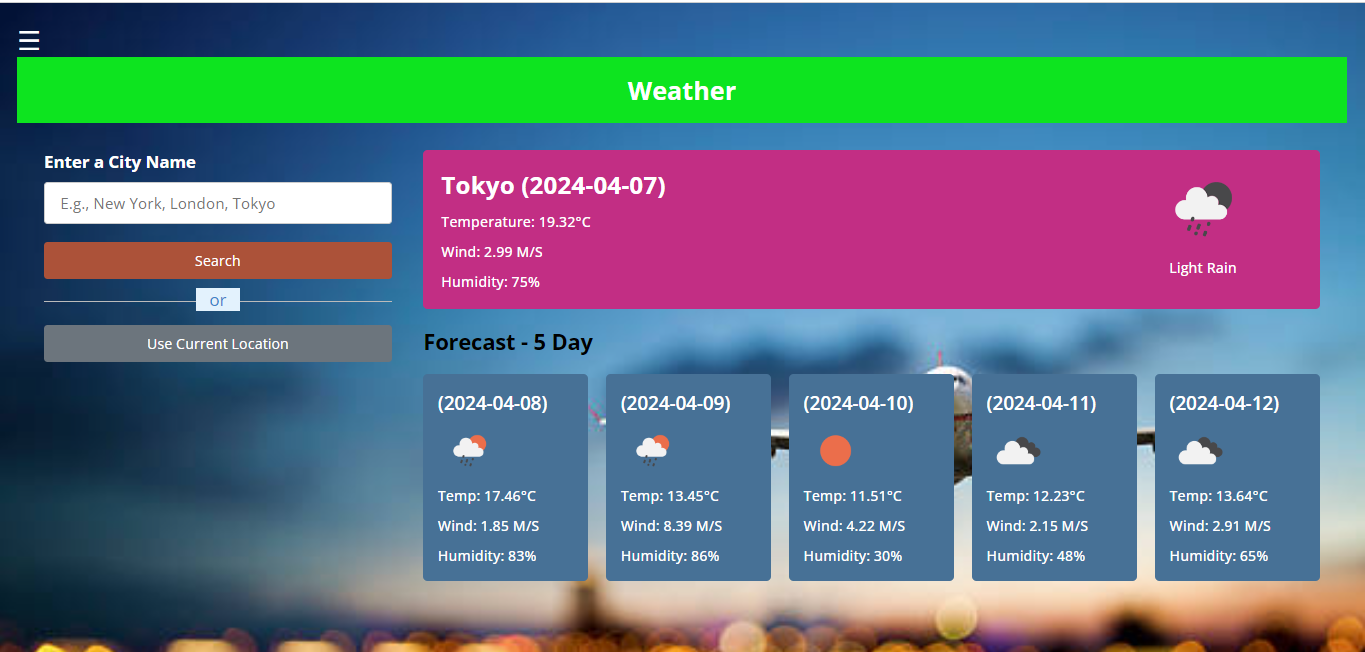 ☰
Weather
Enter a City Name
E.g., New York, London, Tokyo
Search
or
Use Current Location
Tokyo (2024-04-07)
Temperature: 19.32°C
Wind: 2.99 M/S
Humidity: 75%
Light Rain
Forecast - 5 Day
(2024-04-08)
Temp: 17.46°C
Wind: 1.85 M/S
Humidity: 83%
(2024-04-09)
Temp: 13.45°C
Wind: 8.39 M/S
Humidity: 86%
(2024-04-10)
Temp: 11.51°C
Wind: 4.22 M/S
Humidity: 30%
(2024-04-11)
Temp: 12.23°C
Wind: 2.15 M/S
Humidity: 48%
(2024-04-12)
Temp: 13.64°C
Wind: 2.91 M/S
Humidity: 65%